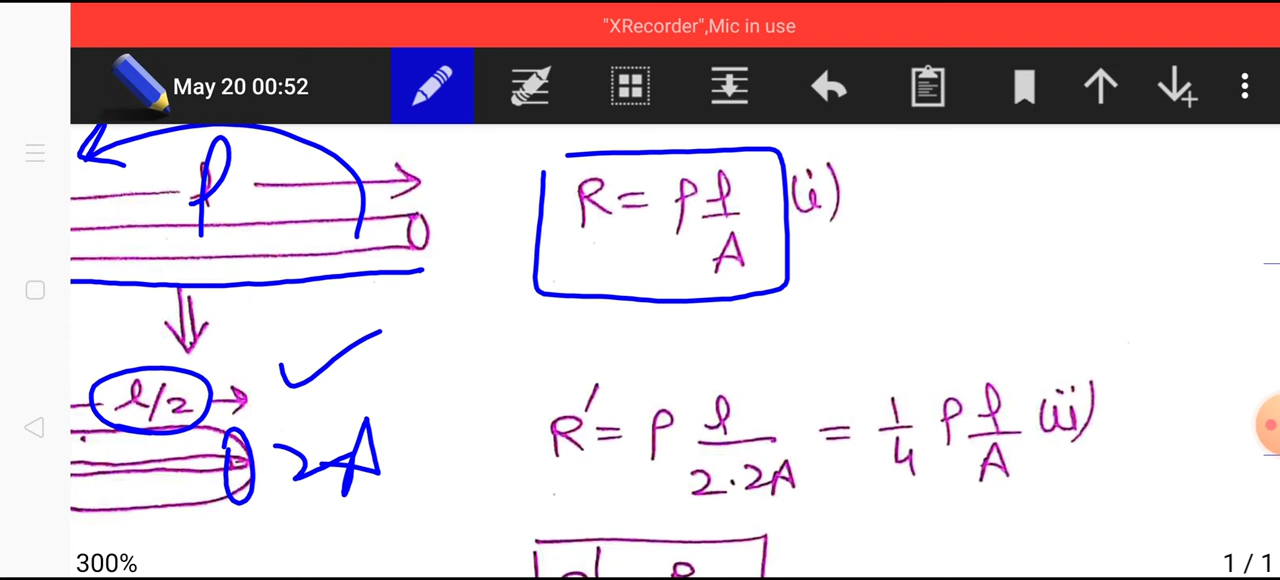 "XRecorder",Mic in use
May 20 00:52
l
R = ρ l/A (i)
l/2
2A
R' = ρ l/2·2A = 1/4 ρ l/A (ii)
300%
1 / 1